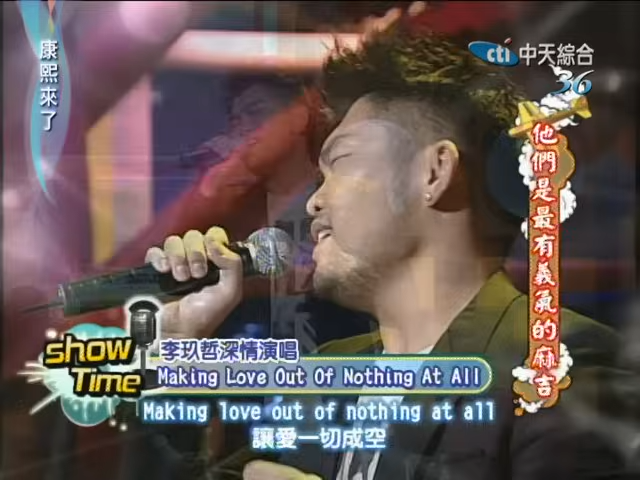 康熙來了
cti 中天綜合
36
他們是最有義氣的麻吉
show Time
李玖哲深情演唱
Making Love Out Of Nothing At All
Making love out of nothing at all
讓愛一切成空